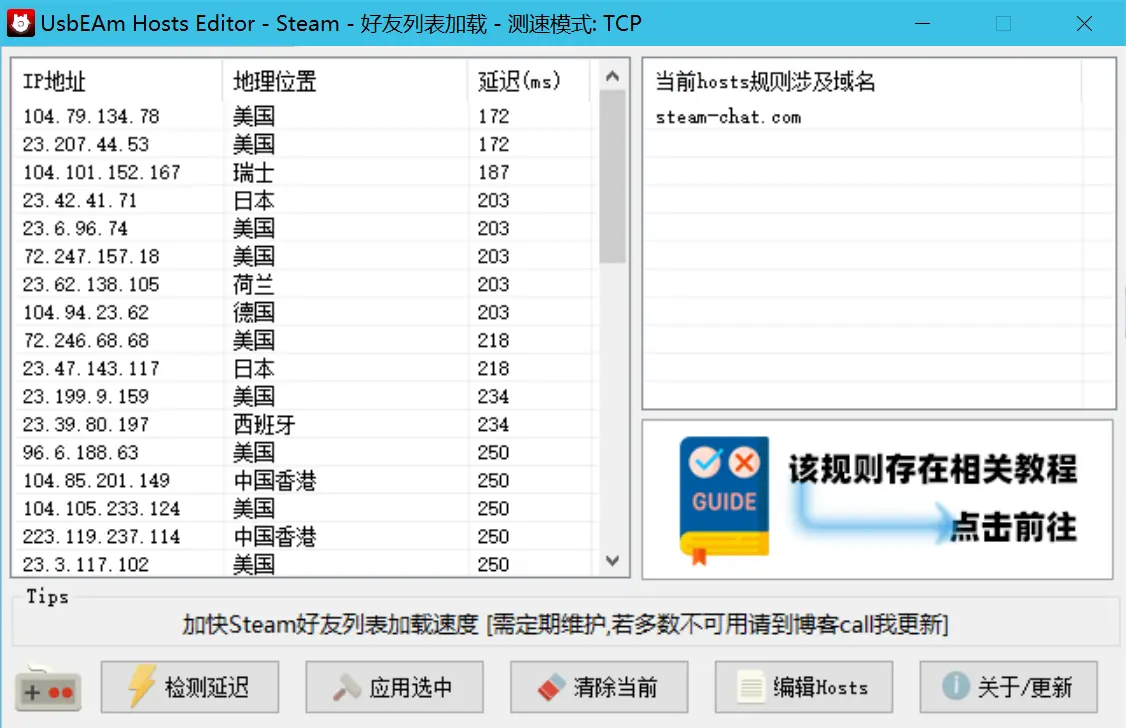 UsbEAm Hosts Editor - Steam - 好友列表加载 - 测速模式: TCP
IP地址 地理位置 延迟(ms)
104.79.134.78 美国 172
23.207.44.53 美国 172
104.101.152.167 瑞士 187
23.42.41.71 日本 203
23.6.96.74 美国 203
72.247.157.18 美国 203
23.62.138.105 荷兰 203
104.94.23.62 德国 203
72.246.68.68 美国 218
23.47.143.117 日本 218
23.199.9.159 美国 234
23.39.80.197 西班牙 234
96.6.188.63 美国 250
104.85.201.149 中国香港 250
104.105.233.124 美国 250
223.119.237.114 中国香港 250
23.3.117.102 美国 250
当前hosts规则涉及域名
steam-chat.com
GUIDE
该规则存在相关教程
点击前往
Tips
加快Steam好友列表加载速度 [需定期维护,若多数不可用请到博客call我更新]
检测延迟 应用选中 清除当前 编辑Hosts 关于/更新